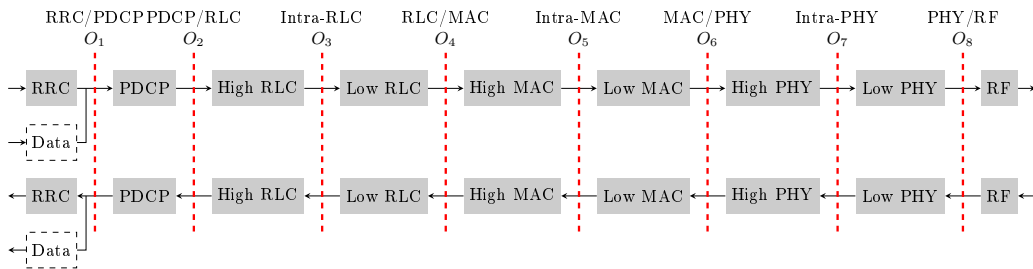 RRC/PDCP PDCP/RLC Intra-RLC RLC/MAC Intra-MAC MAC/PHY Intra-PHY PHY/RF
O1 O2 O3 O4 O5 O6 O7 O8
RRC PDCP High RLC Low RLC High MAC Low MAC High PHY Low PHY RF
Data
RRC PDCP High RLC Low RLC High MAC Low MAC High PHY Low PHY RF
Data